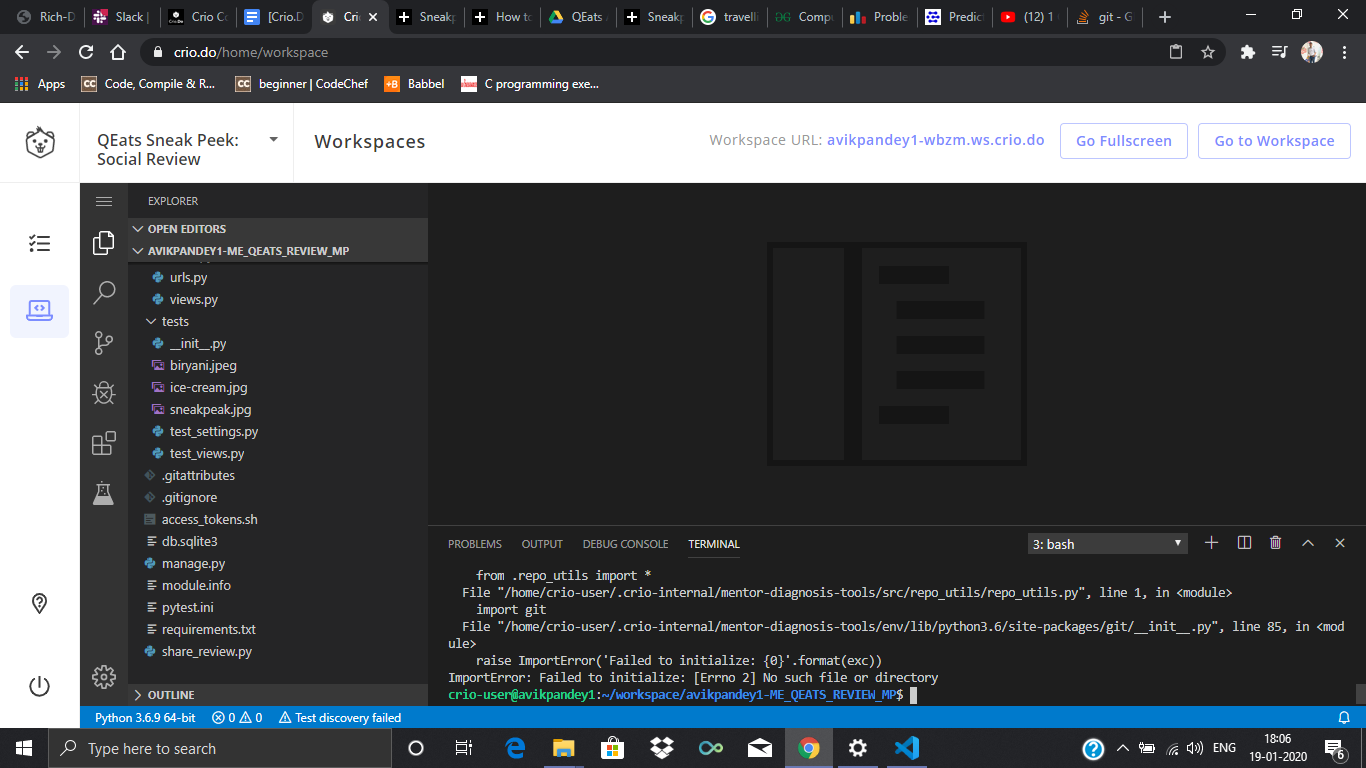 Rich-D
Slack |
Crio Co
[Crio.D
Cri
Sneakp
How to
QEats
Sneakp
travelli
Comp
Proble
Predic
(12) 1
git - G
crio.do/home/workspace
Apps
CC
Code, Compile & R...
CC
beginner | CodeChef
+B
Babbel
C programming exe...
QEats Sneak Peek:
Social Review
Workspaces
Workspace URL: avikpandey1-wbzm.ws.crio.do
Go Fullscreen
Go to Workspace
EXPLORER
OPEN EDITORS
AVIKPANDEY1-ME_QEATS_REVIEW_MP
urls.py
views.py
tests
__init__.py
biryani.jpeg
ice-cream.jpg
sneakpeak.jpg
test_settings.py
test_views.py
.gitattributes
.gitignore
access_tokens.sh
db.sqlite3
manage.py
module.info
pytest.ini
requirements.txt
share_review.py
OUTLINE
PROBLEMS
OUTPUT
DEBUG CONSOLE
TERMINAL
3: bash
from .repo_utils import *
File "/home/crio-user/.crio-internal/mentor-diagnosis-tools/src/repo_utils/repo_utils.py", line 1, in <module>
import git
File "/home/crio-user/.crio-internal/mentor-diagnosis-tools/env/lib/python3.6/site-packages/git/__init__.py", line 85, in <mod
ule>
raise ImportError('Failed to initialize: {0}'.format(exc))
ImportError: Failed to initialize: [Errno 2] No such file or directory
crio-user@avikpandey1:~/workspace/avikpandey1-ME_QEATS_REVIEW_MP$
Python 3.6.9 64-bit
0
0
Test discovery failed
Type here to search
ENG
18:06
19-01-2020
6